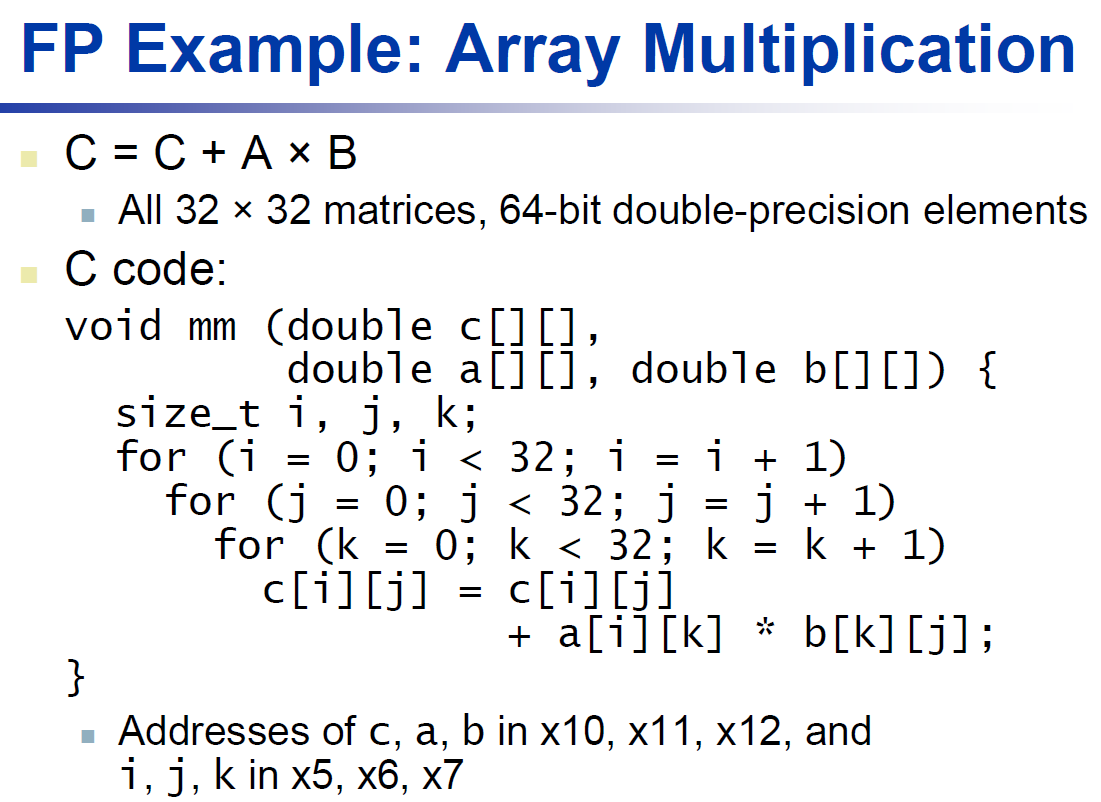 FP Example: Array Multiplication
C = C + A × B
All 32 × 32 matrices, 64-bit double-precision elements
C code:
void mm (double c[][],
double a[][], double b[][]) {
size_t i, j, k;
for (i = 0; i < 32; i = i + 1)
for (j = 0; j < 32; j = j + 1)
for (k = 0; k < 32; k = k + 1)
c[i][j] = c[i][j]
+ a[i][k] * b[k][j];
}
Addresses of c, a, b in x10, x11, x12, and
i, j, k in x5, x6, x7